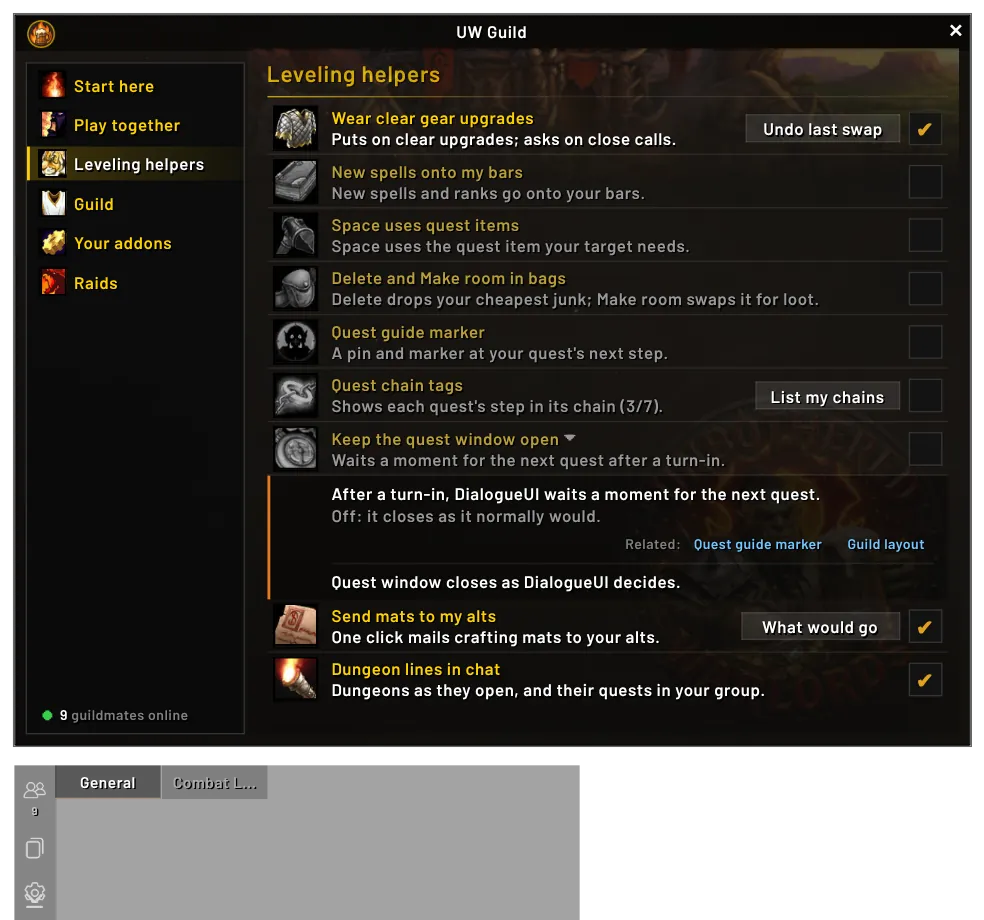 UW Guild
Start here
Play together
Leveling helpers
Guild
Your addons
Raids
9 guildmates online
Leveling helpers
Wear clear gear upgrades
Puts on clear upgrades; asks on close calls.
Undo last swap
New spells onto my bars
New spells and ranks go onto your bars.
Space uses quest items
Space uses the quest item your target needs.
Delete and Make room in bags
Delete drops your cheapest junk; Make room swaps it for loot.
Quest guide marker
A pin and marker at your quest's next step.
Quest chain tags
Shows each quest's step in its chain (3/7).
List my chains
Keep the quest window open
Waits a moment for the next quest after a turn-in.
After a turn-in, DialogueUI waits a moment for the next quest.
Off: it closes as it normally would.
Related: Quest guide marker Guild layout
Quest window closes as DialogueUI decides.
Send mats to my alts
One click mails crafting mats to your alts.
What would go
Dungeon lines in chat
Dungeons as they open, and their quests in your group.
General
Combat L...
9